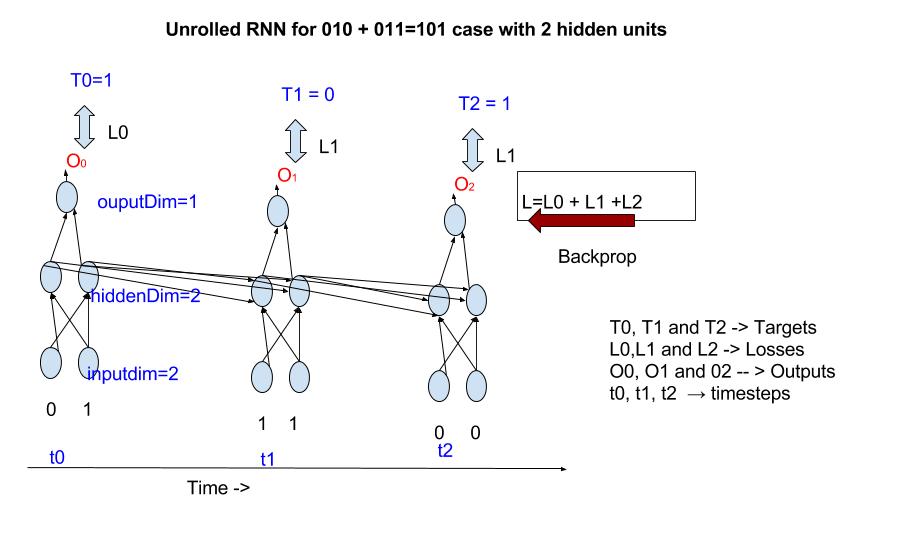 Unrolled RNN for 010 + 011=101 case with 2 hidden units
T0=1
T1 = 0
T2 = 1
L0
L1
L1
O₀
O₁
O₂
ouputDim=1
L=L0 + L1 +L2
Backprop
hiddenDim=2
inputdim=2
T0, T1 and T2 -> Targets
L0,L1 and L2 -> Losses
O0, O1 and 02 -- > Outputs
t0, t1, t2 → timesteps
0 1
1 1
0 0
t0
t1
t2
Time ->